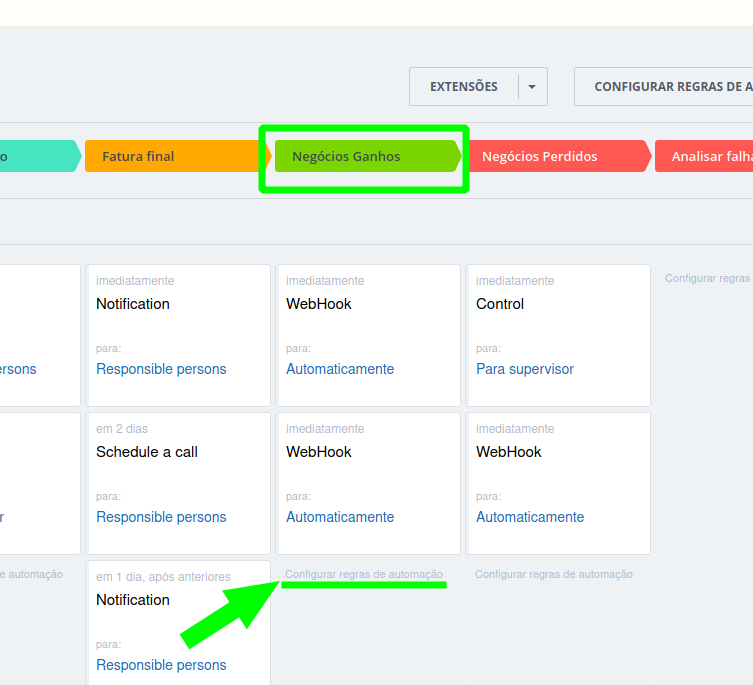 EXTENSÕES
CONFIGURAR REGRAS DE A
o
Fatura final
Negócios Ganhos
Negócios Perdidos
Analisar falha
imediatamente
Notification
para:
Responsible persons
imediatamente
WebHook
para:
Automaticamente
imediatamente
Control
para:
Para supervisor
Configurar regras
ersons
em 2 dias
Schedule a call
para:
Responsible persons
imediatamente
WebHook
para:
Automaticamente
imediatamente
WebHook
para:
Automaticamente
r
e automação
em 1 dia, após anteriores
Notification
para:
Responsible persons
Configurar regras de automação
Configurar regras de automação